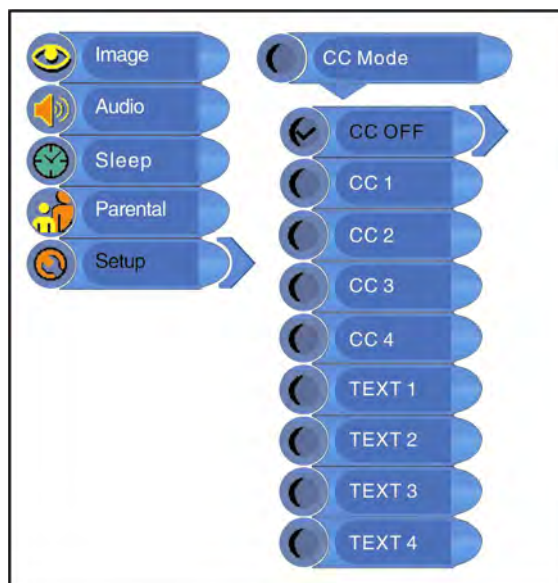 Image
Audio
Sleep
Parental
Setup
CC Mode
CC OFF
CC 1
CC 2
CC 3
CC 4
TEXT 1
TEXT 2
TEXT 3
TEXT 4